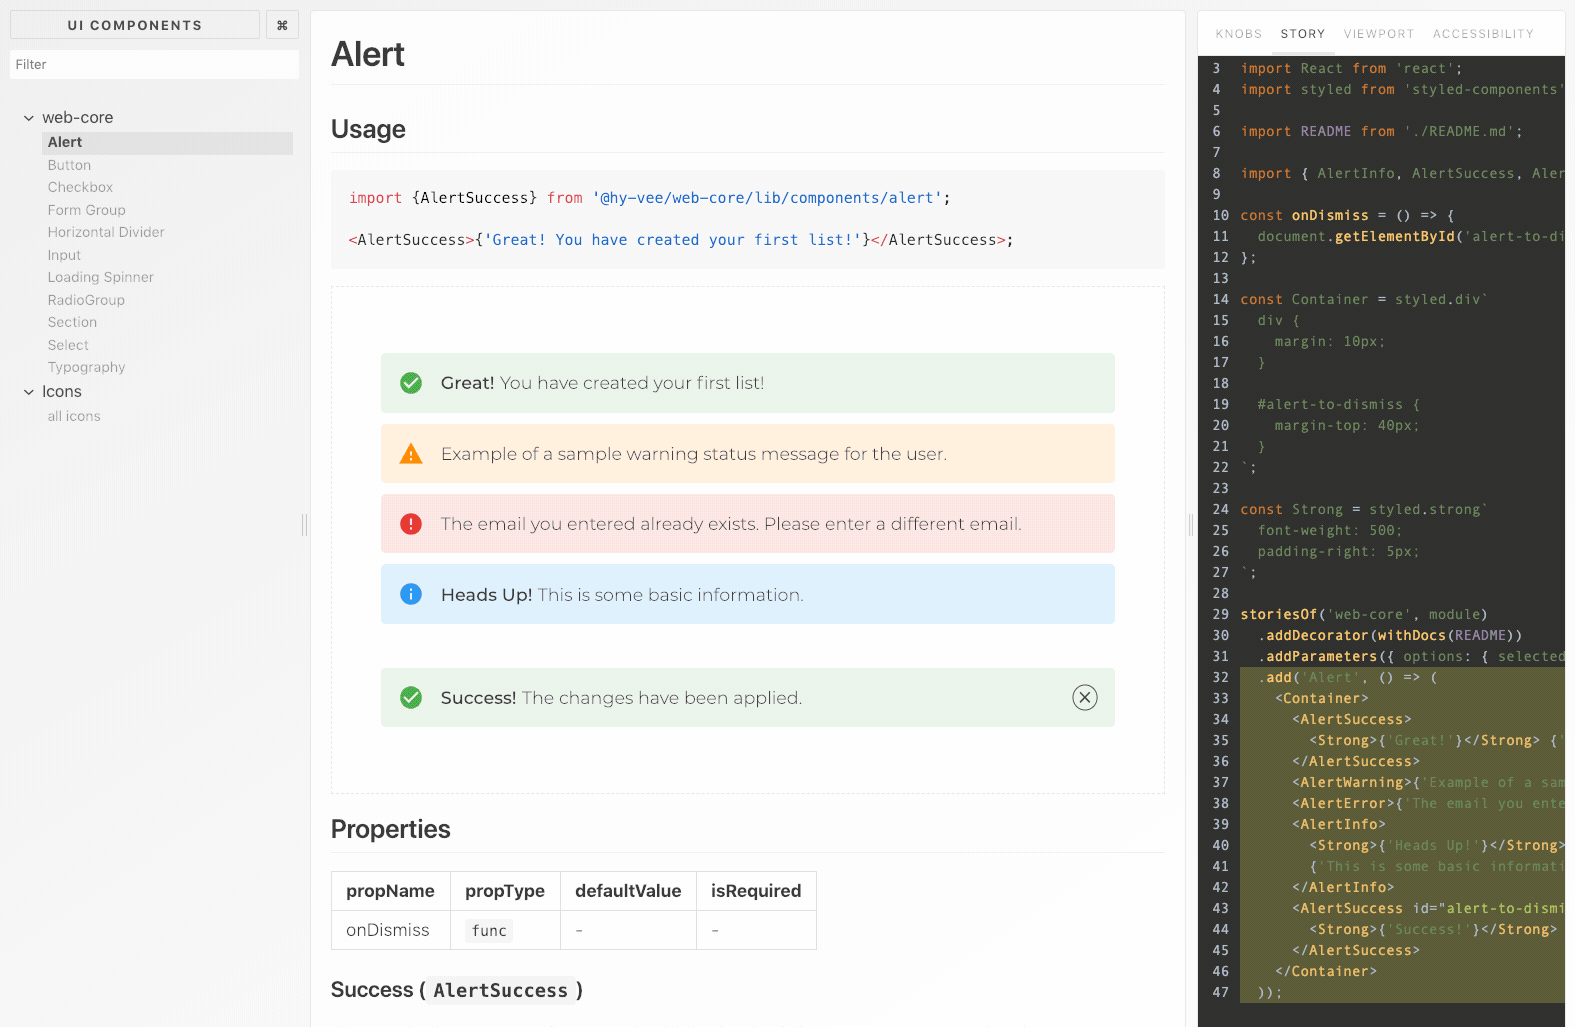 UI COMPONENTS
⌘
Filter
web-core
Alert
Button
Checkbox
Form Group
Horizontal Divider
Input
Loading Spinner
RadioGroup
Section
Select
Typography
Icons
all icons
Alert
Usage
import {AlertSuccess} from '@hy-vee/web-core/lib/components/alert';
<AlertSuccess>{'Great! You have created your first list!'}</AlertSuccess>;
Great! You have created your first list!
Example of a sample warning status message for the user.
The email you entered already exists. Please enter a different email.
Heads Up! This is some basic information.
Success! The changes have been applied.
Properties
propName propType defaultValue isRequired
onDismiss func - -
Success ( AlertSuccess )
KNOBS STORY VIEWPORT ACCESSIBILITY
3 import React from 'react';
4 import styled from 'styled-components'
5
6 import README from './README.md';
7
8 import { AlertInfo, AlertSuccess, Aler
9
10 const onDismiss = () => {
11 document.getElementById('alert-to-di
12 };
13
14 const Container = styled.div`
15 div {
16 margin: 10px;
17 }
18
19 #alert-to-dismiss {
20 margin-top: 40px;
21 }
22 `;
23
24 const Strong = styled.strong`
25 font-weight: 500;
26 padding-right: 5px;
27 `;
28
29 storiesOf('web-core', module)
30 .addDecorator(withDocs(README))
31 .addParameters({ options: { selected
32 .add('Alert', () => (
33 <Container>
34 <AlertSuccess>
35 <Strong>{'Great!'}</Strong> {'
36 </AlertSuccess>
37 <AlertWarning>{'Example of a sam
38 <AlertError>{'The email you ente
39 <AlertInfo>
40 <Strong>{'Heads Up!'}</Strong>
41 {'This is some basic informati
42 </AlertInfo>
43 <AlertSuccess id="alert-to-dismi
44 <Strong>{'Success!'}</Strong>
45 </AlertSuccess>
46 </Container>
47 ));